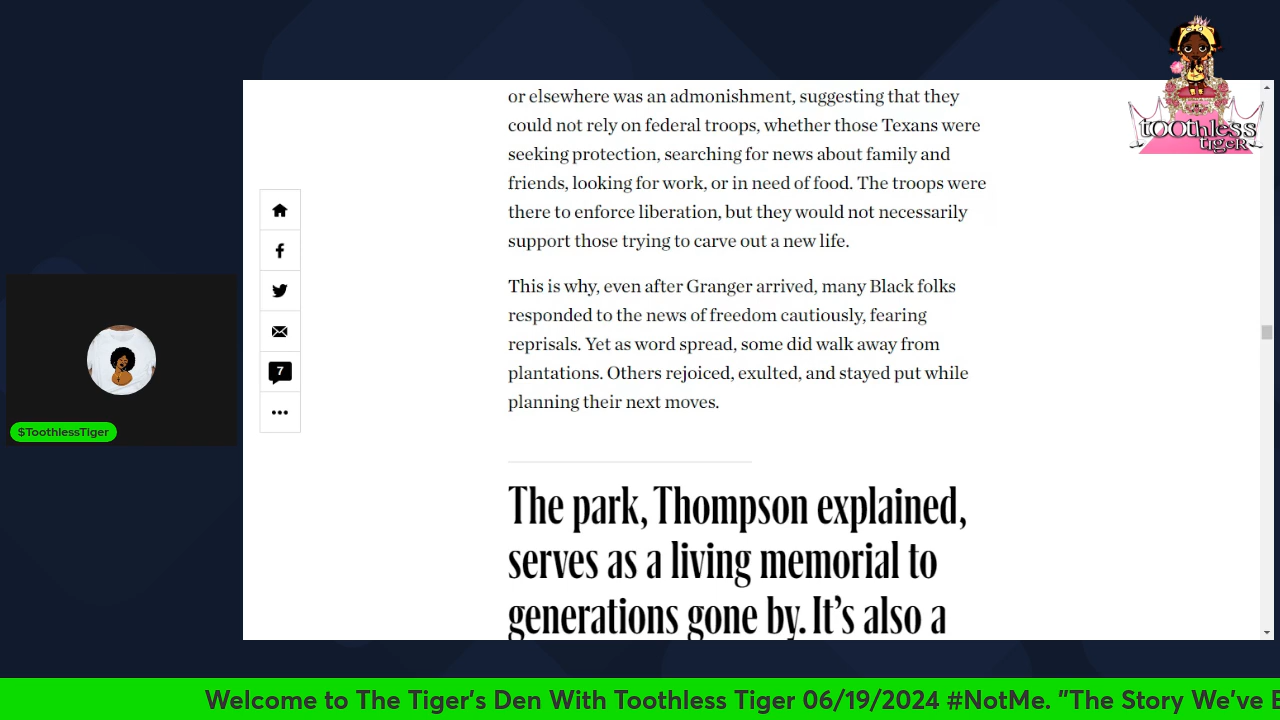 toothless
tigeR
or elsewhere was an admonishment, suggesting that they
could not rely on federal troops, whether those Texans were
seeking protection, searching for news about family and
friends, looking for work, or in need of food. The troops were
there to enforce liberation, but they would not necessarily
support those trying to carve out a new life.
This is why, even after Granger arrived, many Black folks
responded to the news of freedom cautiously, fearing
reprisals. Yet as word spread, some did walk away from
plantations. Others rejoiced, exulted, and stayed put while
planning their next moves.
7
$ToothlessTiger
The park, Thompson explained,
serves as a living memorial to
generations gone by. It’s also a
Welcome to The Tiger's Den With Toothless Tiger 06/19/2024 #NotMe. "The Story We've